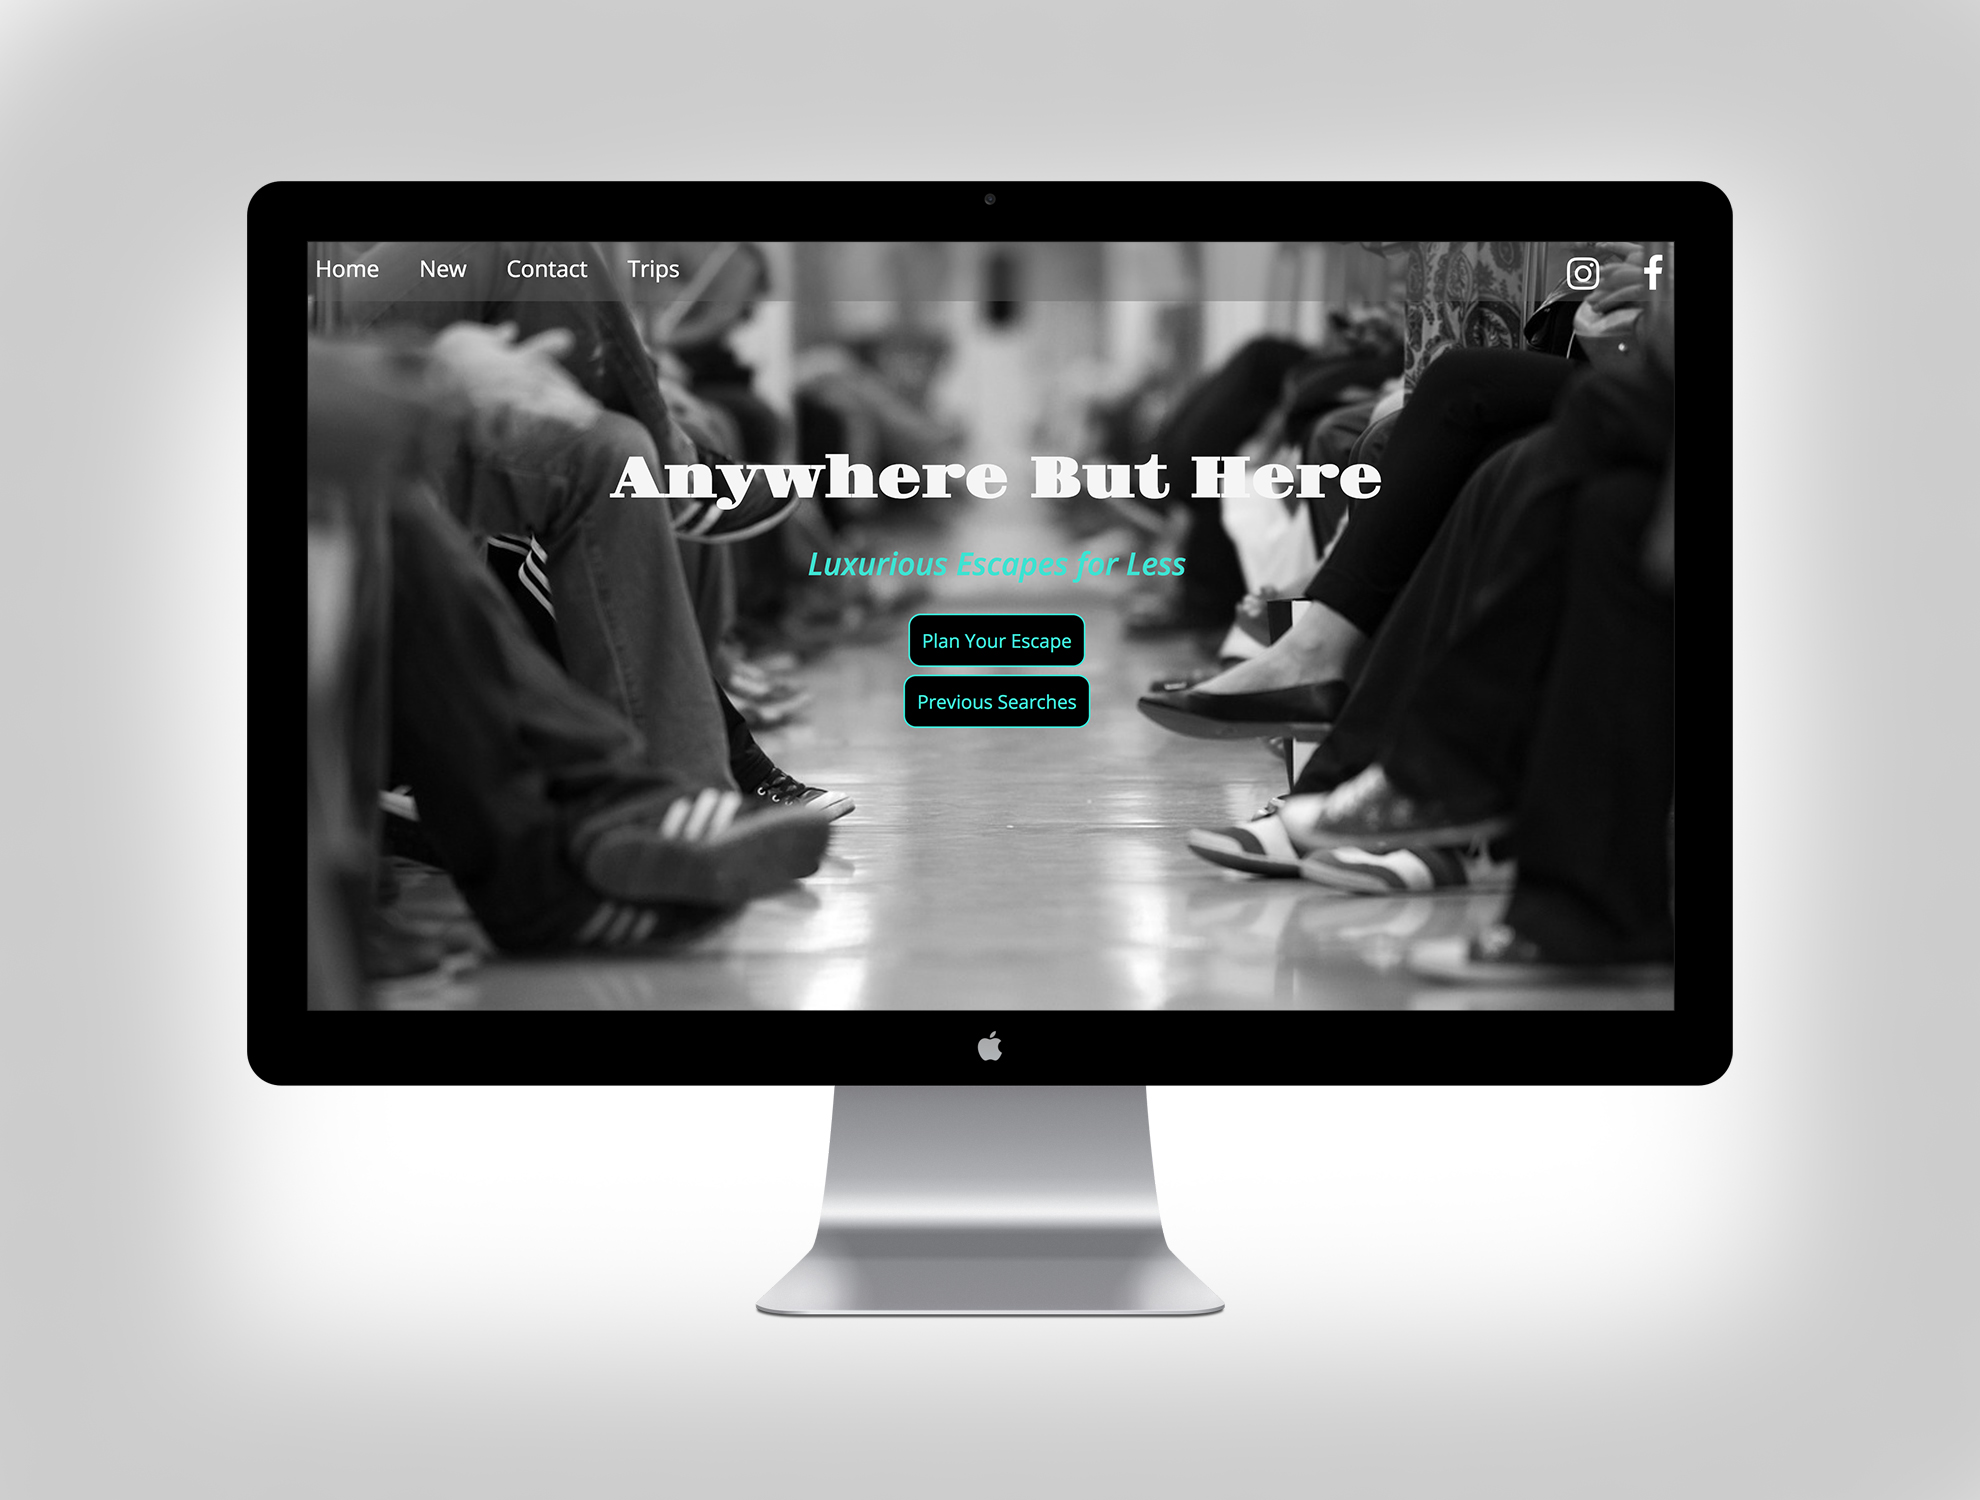 Home New Contact Trips
Anywhere But Here
Luxurious Escapes for Less
Plan Your Escape
Previous Searches